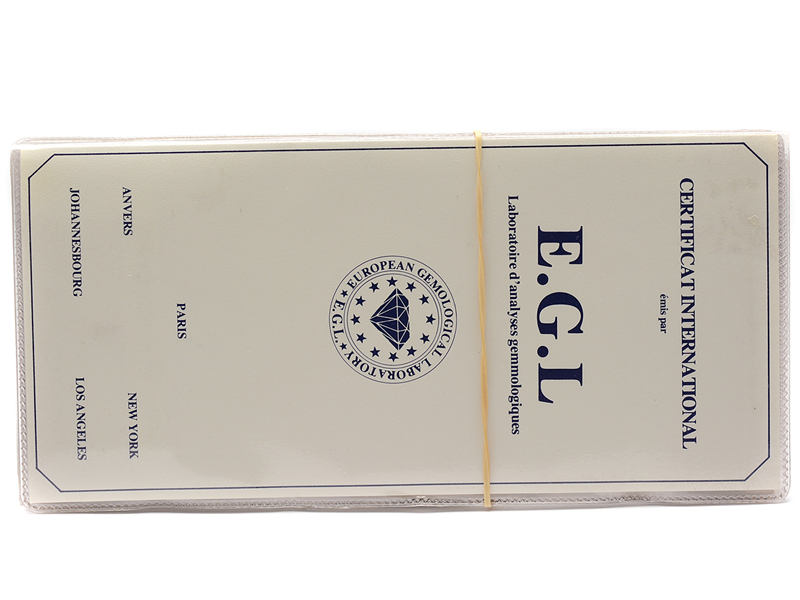 CERTIFICAT INTERNATIONAL
émis par
E.G.L
Laboratoire d'analyses gemmologiques
EUROPEAN GEMOLOGICAL LABORATORY
★ E.G.L. ★
PARIS
ANVERS NEW YORK
JOHANNESBOURG LOS ANGELES